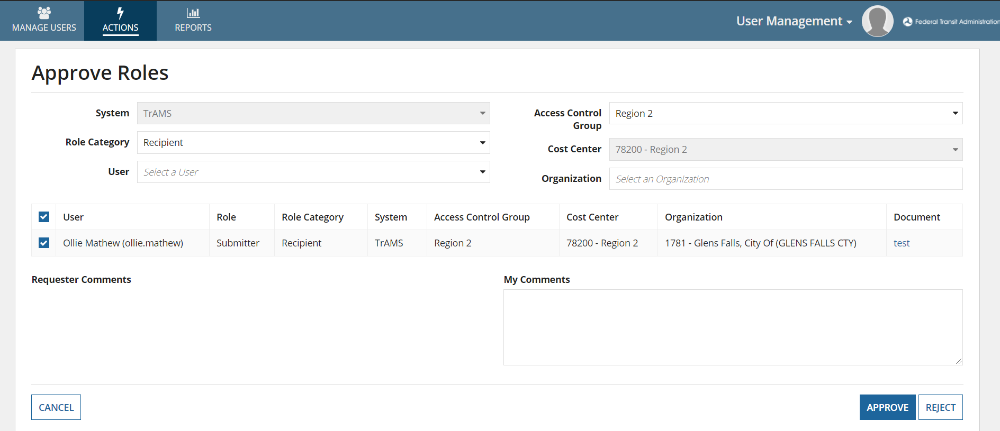 MANAGE USERS
ACTIONS
REPORTS
User Management
Federal Transit Administration
Approve Roles
System
TrAMS
Role Category
Recipient
User
Select a User
Access Control
Group
Region 2
Cost Center
78200 - Region 2
Organization
Select an Organization
User Role Role Category System Access Control Group Cost Center Organization Document
Ollie Mathew (ollie.mathew) Submitter Recipient TrAMS Region 2 78200 - Region 2 1781 - Glens Falls, City Of (GLENS FALLS CTY) test
Requester Comments
My Comments
CANCEL
APPROVE
REJECT